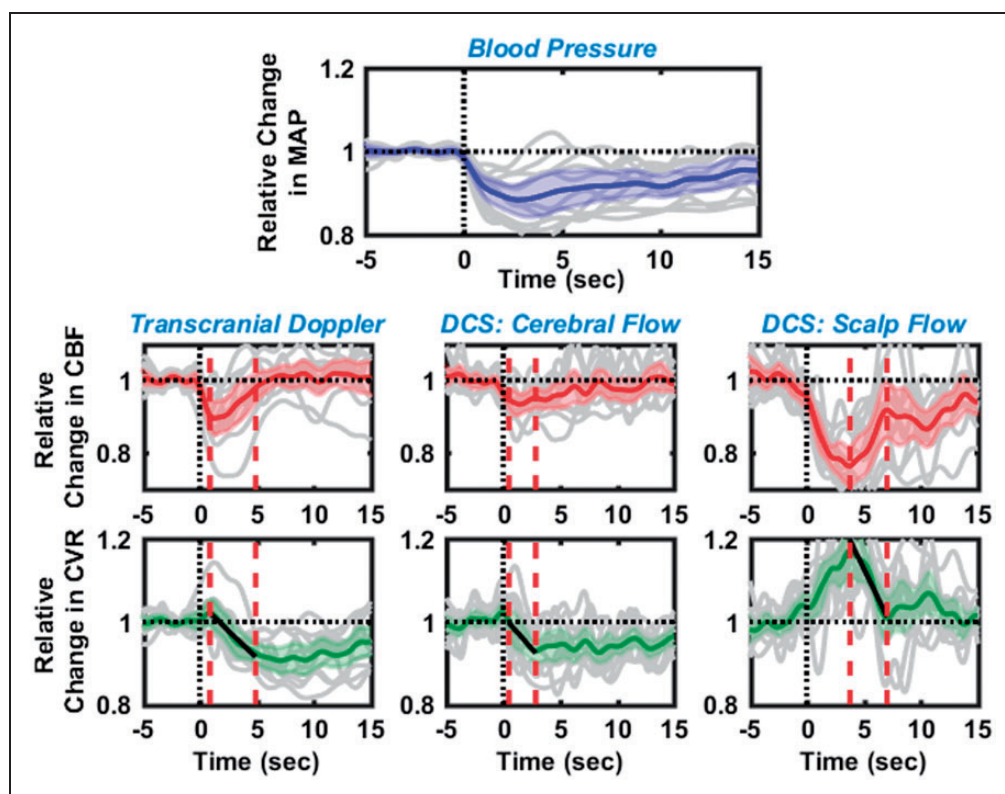 Blood Pressure
Relative Change
in MAP
1.2
1
0.8
-5 0 5 10 15
Time (sec)
Transcranial Doppler DCS: Cerebral Flow DCS: Scalp Flow
Relative
Change in CBF
1
0.8
1
0.8
1
0.8
-5 0 5 10 15
-5 0 5 10 15
-5 0 5 10 15
Relative
Change in CVR
1.2
1
0.8
1.2
1
0.8
1.2
1
0.8
-5 0 5 10 15
-5 0 5 10 15
-5 0 5 10 15
Time (sec) Time (sec) Time (sec)